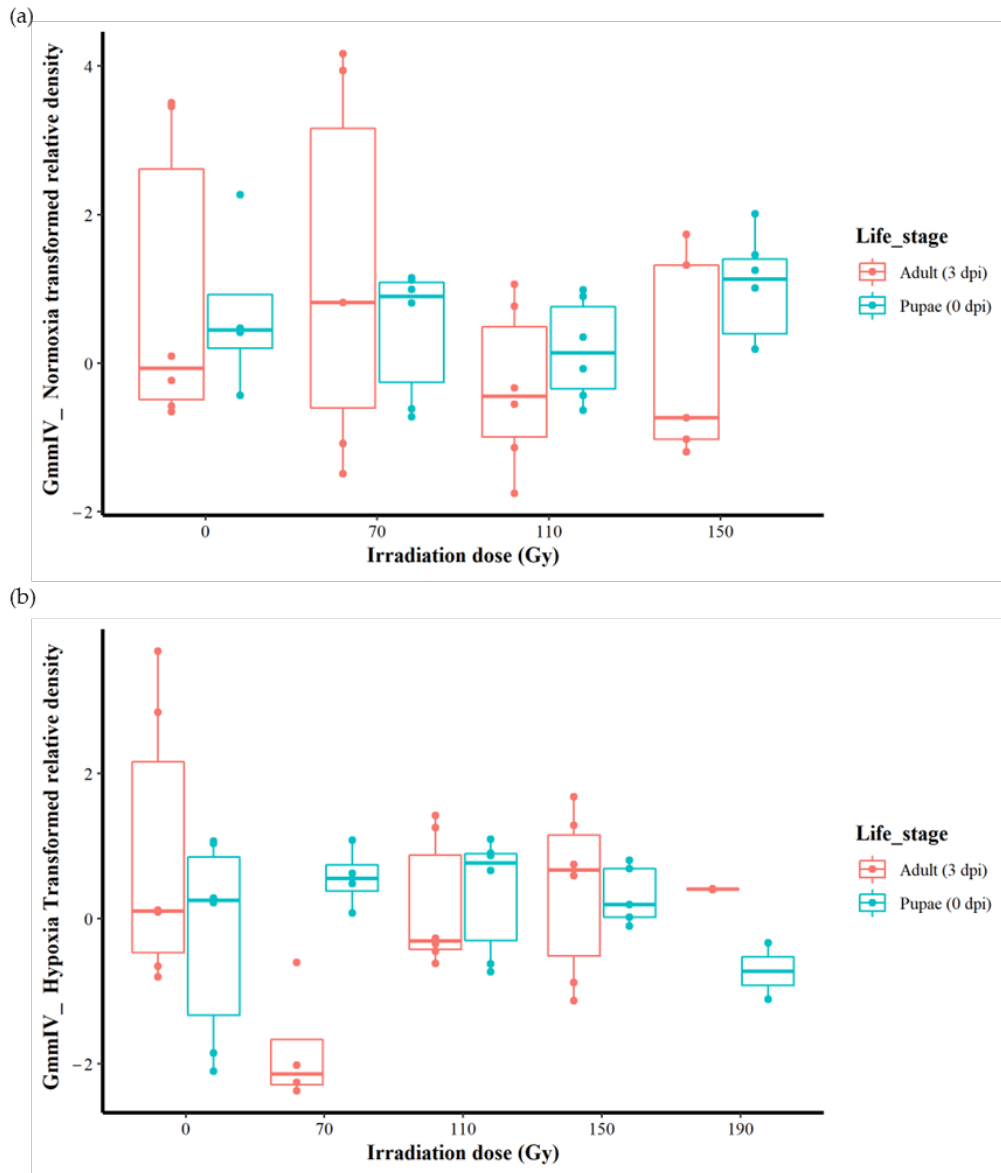 (a)
GmmIV_ Normoxia transformed relative density
4
2
0
−2
0 70 110 150
Irradiation dose (Gy)
Life_stage
Adult (3 dpi)
Pupae (0 dpi)
(b)
GmmIV_ Hypoxia Transformed relative density
2
0
−2
0 70 110 150 190
Irradiation dose (Gy)
Life_stage
Adult (3 dpi)
Pupae (0 dpi)